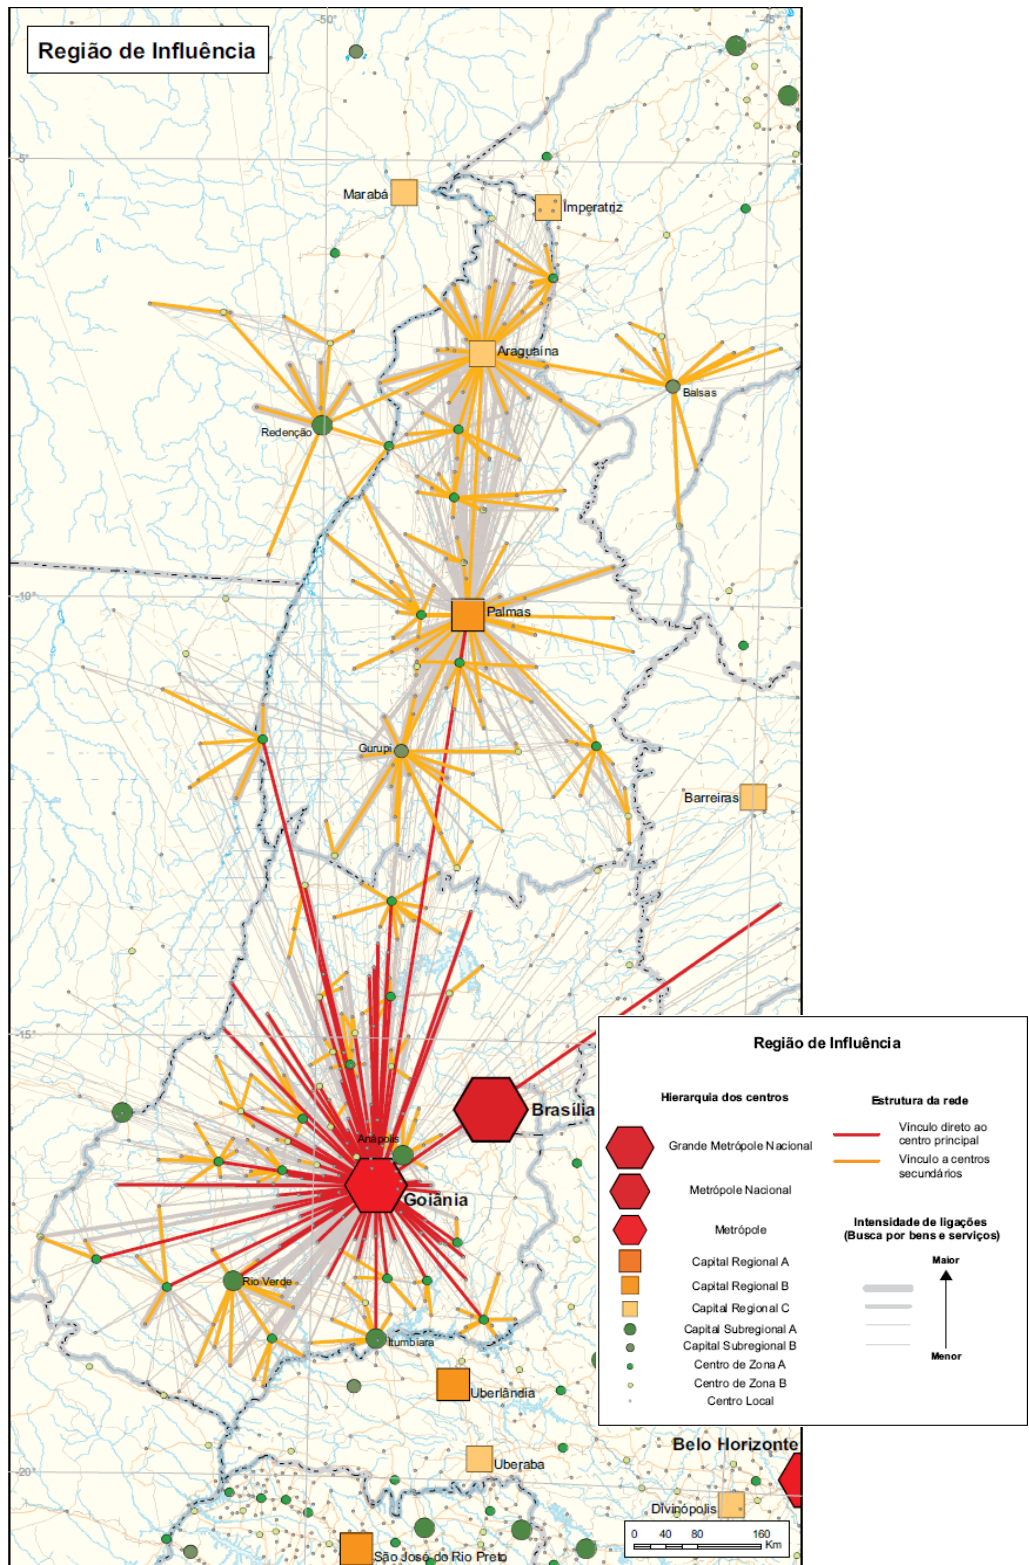 Região de Influência
-50°
-45°
-5°
Marabá
Imperatriz
Araguaína
Balsas
Redenção
-10°
Palmas
Gurupi
Barreiras
-15°
Brasília
Anápolis
Goiânia
Rio Verde
Itumbiara
Uberlândia
Belo Horizonte
Uberaba
-20°
Divinópolis
São José do Rio Preto
0 40 80 160
Km
Região de Influência
Hierarquia dos centros
Grande Metrópole Nacional
Metrópole Nacional
Metrópole
Capital Regional A
Capital Regional B
Capital Regional C
Capital Subregional A
Capital Subregional B
Centro de Zona A
Centro de Zona B
Centro Local
Estrutura da rede
Vínculo direto ao
centro principal
Vínculo a centros
secundários
Intensidade de ligações
(Busca por bens e serviços)
Maior
Menor